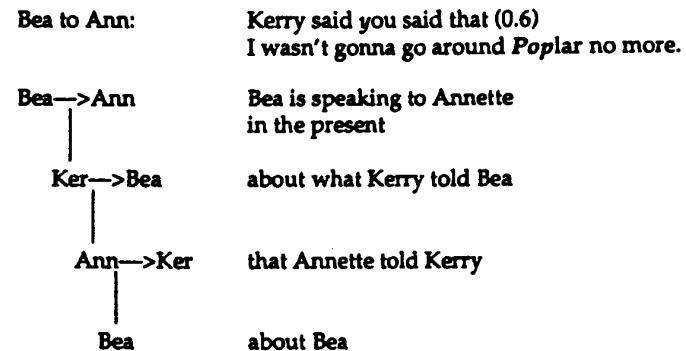 Bea to Ann: Kerry said you said that (0.6)
I wasn't gonna go around Poplar no more.
Bea—>Ann Bea is speaking to Annette
in the present
Ker—>Bea about what Kerry told Bea
Ann—>Ker that Annette told Kerry
Bea about Bea